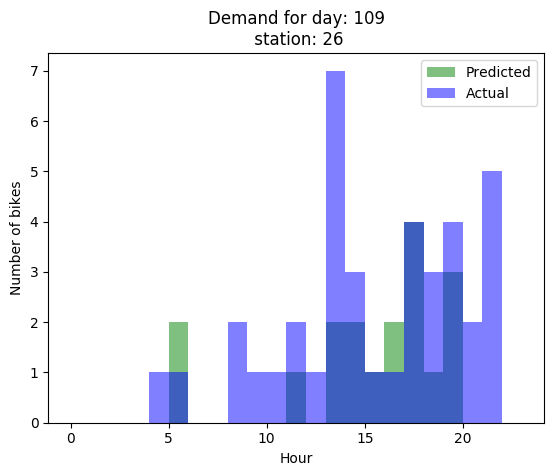 Demand for day: 109
station: 26
Predicted
Actual
Number of bikes
7
6
5
4
3
2
1
0
0 5 10 15 20
Hour